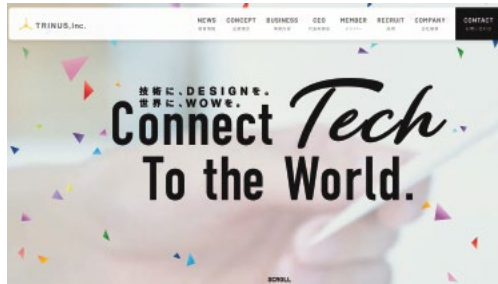 TRINUS,Inc.
NEWS CONCEPT BUSINESS CEO MEMBER RECRUIT COMPANY CONTACT
技術に、DESIGNを。
世界に、WOWを。
Connect Tech
To the World.
SCROLL